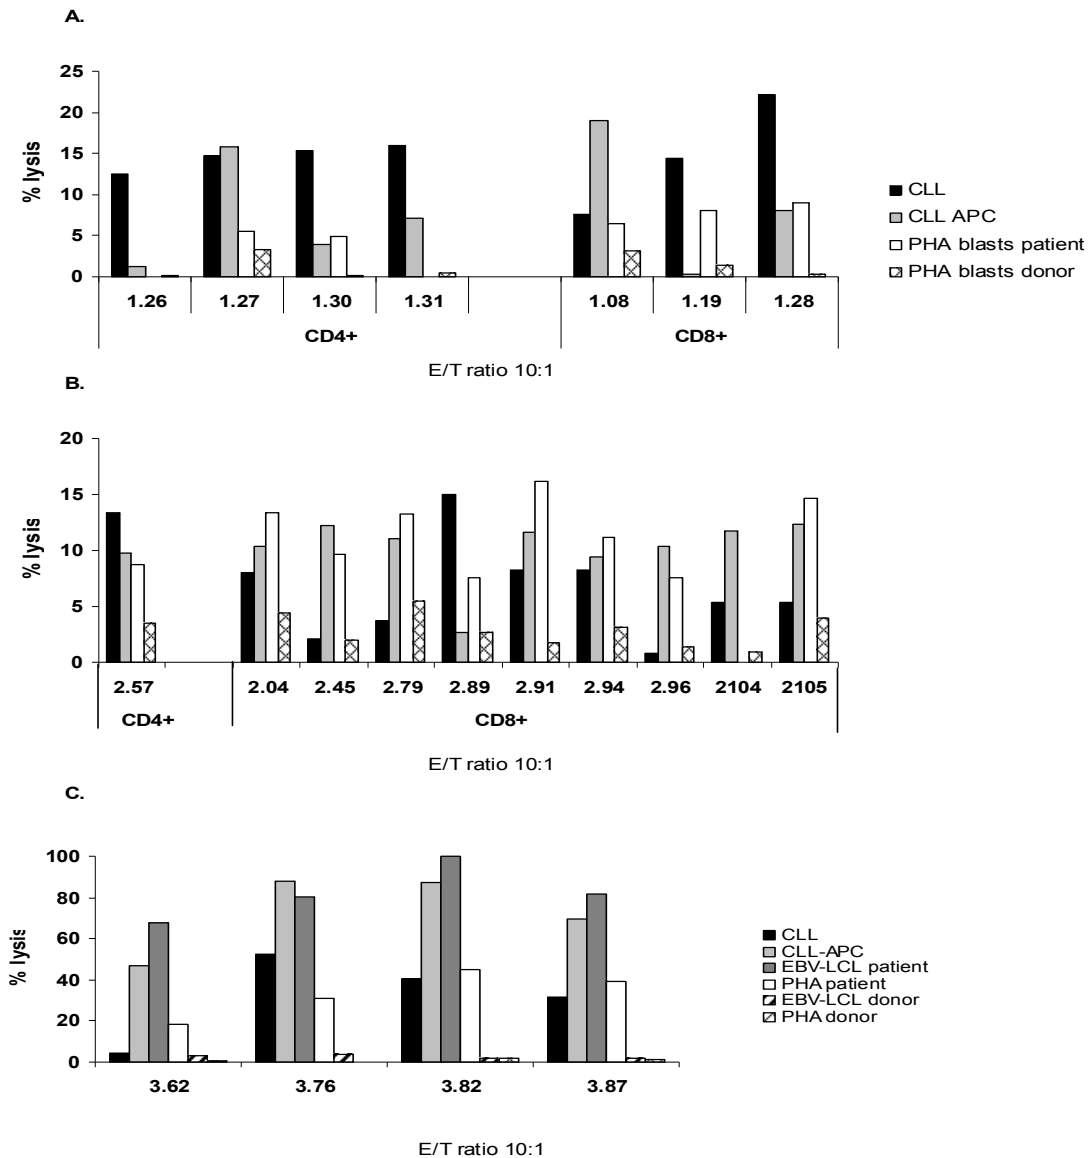 A.
% lysis
25
20
15
10
5
0
1.26 1.27 1.30 1.31 1.08 1.19 1.28
CD4+ CD8+
E/T ratio 10:1
CLL
CLL APC
PHA blasts patient
PHA blasts donor
B.
% lysis
20
15
10
5
0
2.57 2.04 2.45 2.79 2.89 2.91 2.94 2.96 2104 2105
CD4+ CD8+
E/T ratio 10:1
C.
% lysis
100
80
60
40
20
0
3.62 3.76 3.82 3.87
E/T ratio 10:1
CLL
CLL-APC
EBV-LCL patient
PHA patient
EBV-LCL donor
PHA donor